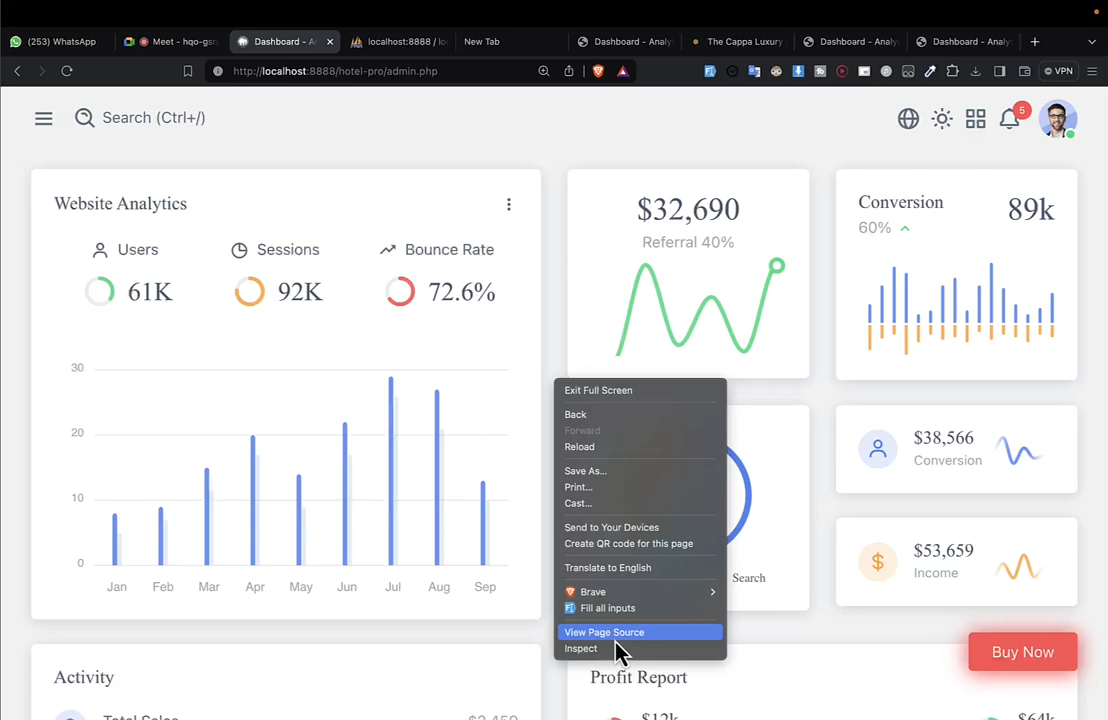 (253) WhatsApp
Meet - hqo-gsr
Dashboard - A
localhost:8888 / lo
New Tab
Dashboard - Analy
The Cappa Luxury
Dashboard - Analy
Dashboard - Analy
http://localhost:8888/hotel-pro/admin.php
VPN
Search (Ctrl+/)
5
Website Analytics
Users
Sessions
Bounce Rate
61K
92K
72.6%
30
20
10
0
Jan
Feb
Mar
Apr
May
Jun
Jul
Aug
Sep
$32,690
Referral 40%
Conversion
89k
60%
Exit Full Screen
Back
Forward
Reload
Save As...
Print...
Cast...
Send to Your Devices
Create QR code for this page
Translate to English
Brave
Fill all inputs
View Page Source
Inspect
Search
$38,566
Conversion
$53,659
Income
Buy Now
Activity
Total Sales
$3,459
Profit Report
$12k
$64k